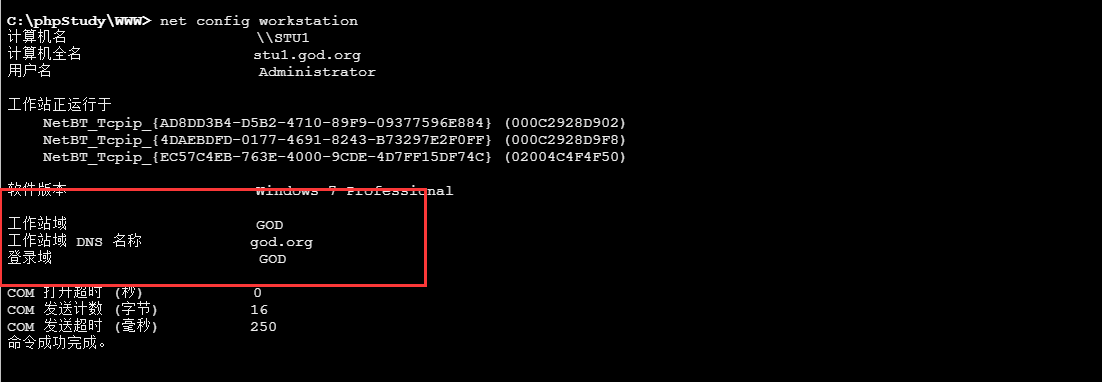 C:\phpStudy\WWW> net config workstation
计算机名 \\STU1
计算机全名 stu1.god.org
用户名 Administrator
工作站正运行于
NetBT_Tcpip_{AD8DD3B4-D5B2-4710-89F9-09377596E884} (000C2928D902)
NetBT_Tcpip_{4DAEBDFD-0177-4691-8243-B73297E2F0FF} (000C2928D9F8)
NetBT_Tcpip_{EC57C4EB-763E-4000-9CDE-4D7FF15DF74C} (02004C4F4F50)
软件版本 Windows 7 Professional
工作站域 GOD
工作站域 DNS 名称 god.org
登录域 GOD
COM 打开超时 (秒) 0
COM 发送计数 (字节) 16
COM 发送超时 (毫秒) 250
命令成功完成。